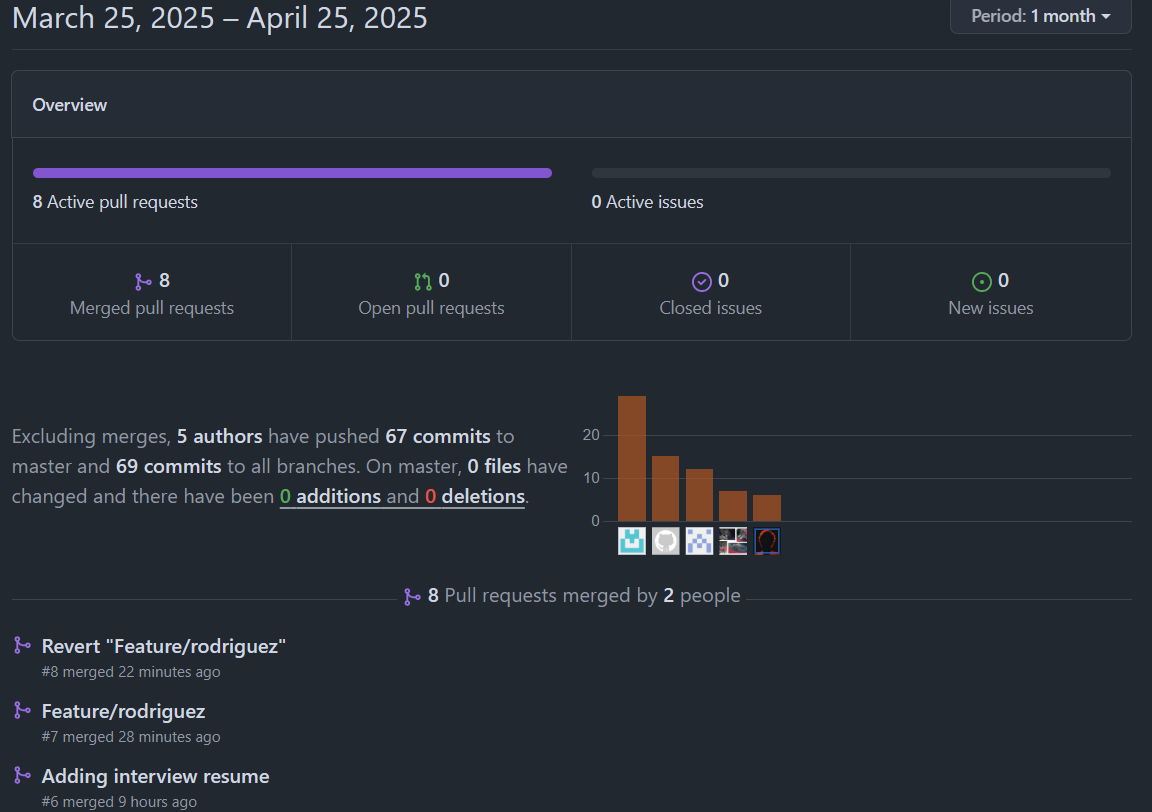 March 25, 2025 – April 25, 2025
Period: 1 month
Overview
8 Active pull requests
0 Active issues
8
Merged pull requests
0
Open pull requests
0
Closed issues
0
New issues
Excluding merges, 5 authors have pushed 67 commits to
master and 69 commits to all branches. On master, 0 files have
changed and there have been 0 additions and 0 deletions.
20
10
0
8 Pull requests merged by 2 people
Revert "Feature/rodriguez"
#8 merged 22 minutes ago
Feature/rodriguez
#7 merged 28 minutes ago
Adding interview resume
#6 merged 9 hours ago